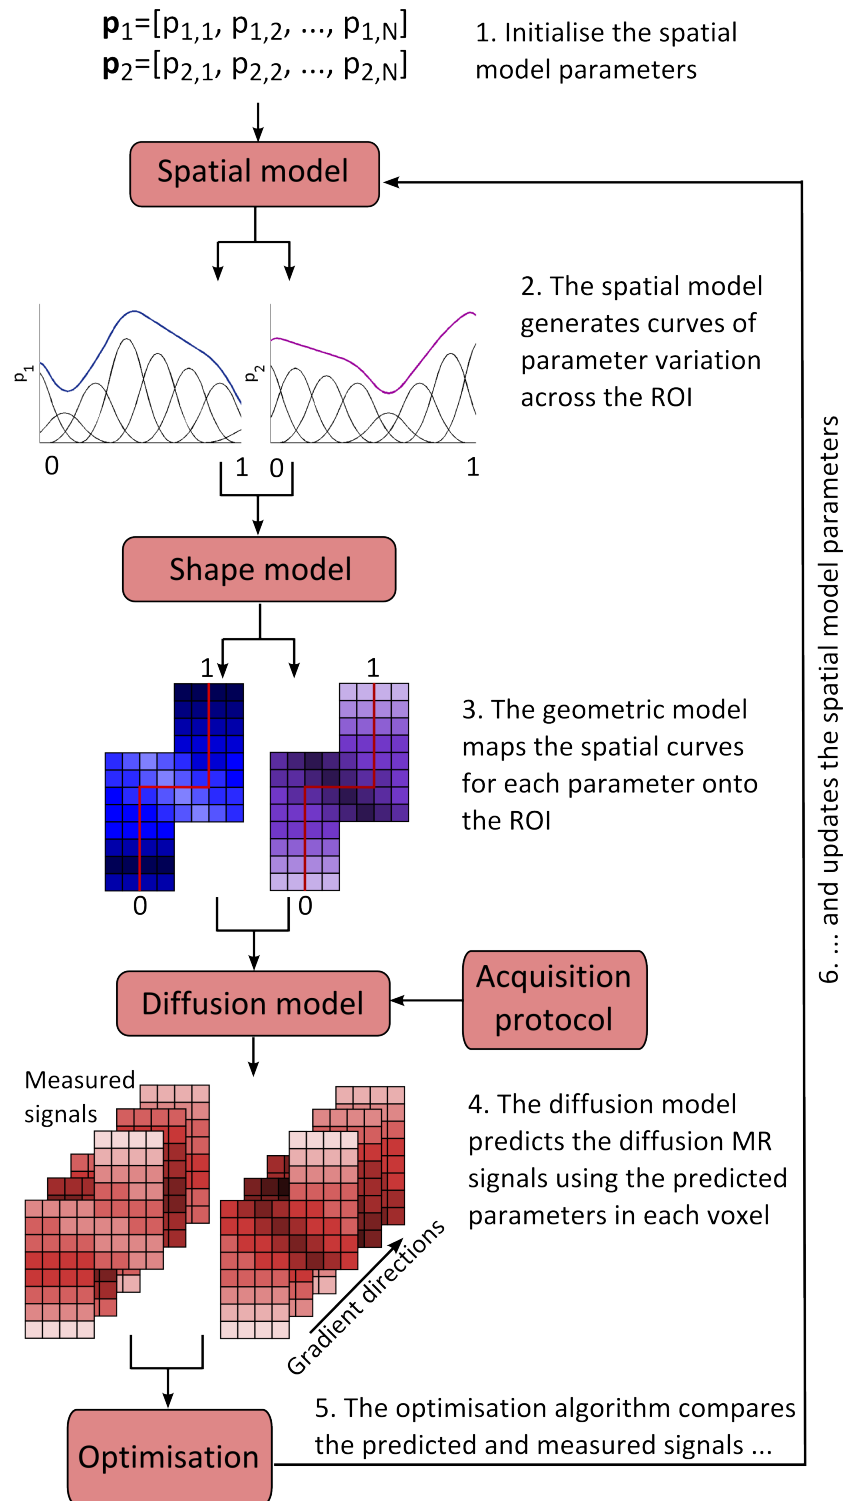 p1=[p1,1, p1,2, ..., p1,N]
p2=[p2,1, p2,2, ..., p2,N]
1. Initialise the spatial
model parameters
Spatial model
2. The spatial model
generates curves of
parameter variation
across the ROI
p1
0
1
p2
0
1
Shape model
1
0
1
0
3. The geometric model
maps the spatial curves
for each parameter onto
the ROI
Diffusion model
Acquisition
protocol
Measured
signals
Gradient directions
4. The diffusion model
predicts the diffusion MR
signals using the predicted
parameters in each voxel
5. The optimisation algorithm compares
the predicted and measured signals ...
Optimisation
6. ... and updates the spatial model parameters